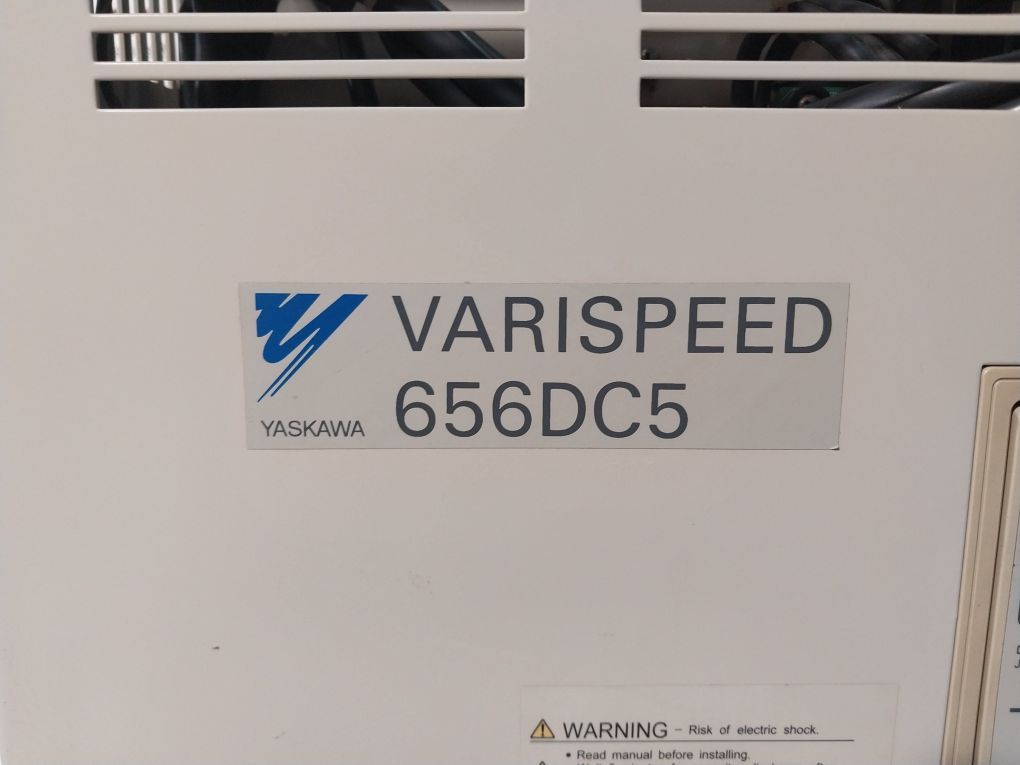 VARISPEED
656DC5
YASKAWA
WARNING – Risk of electric shock.
• Read manual before installing.